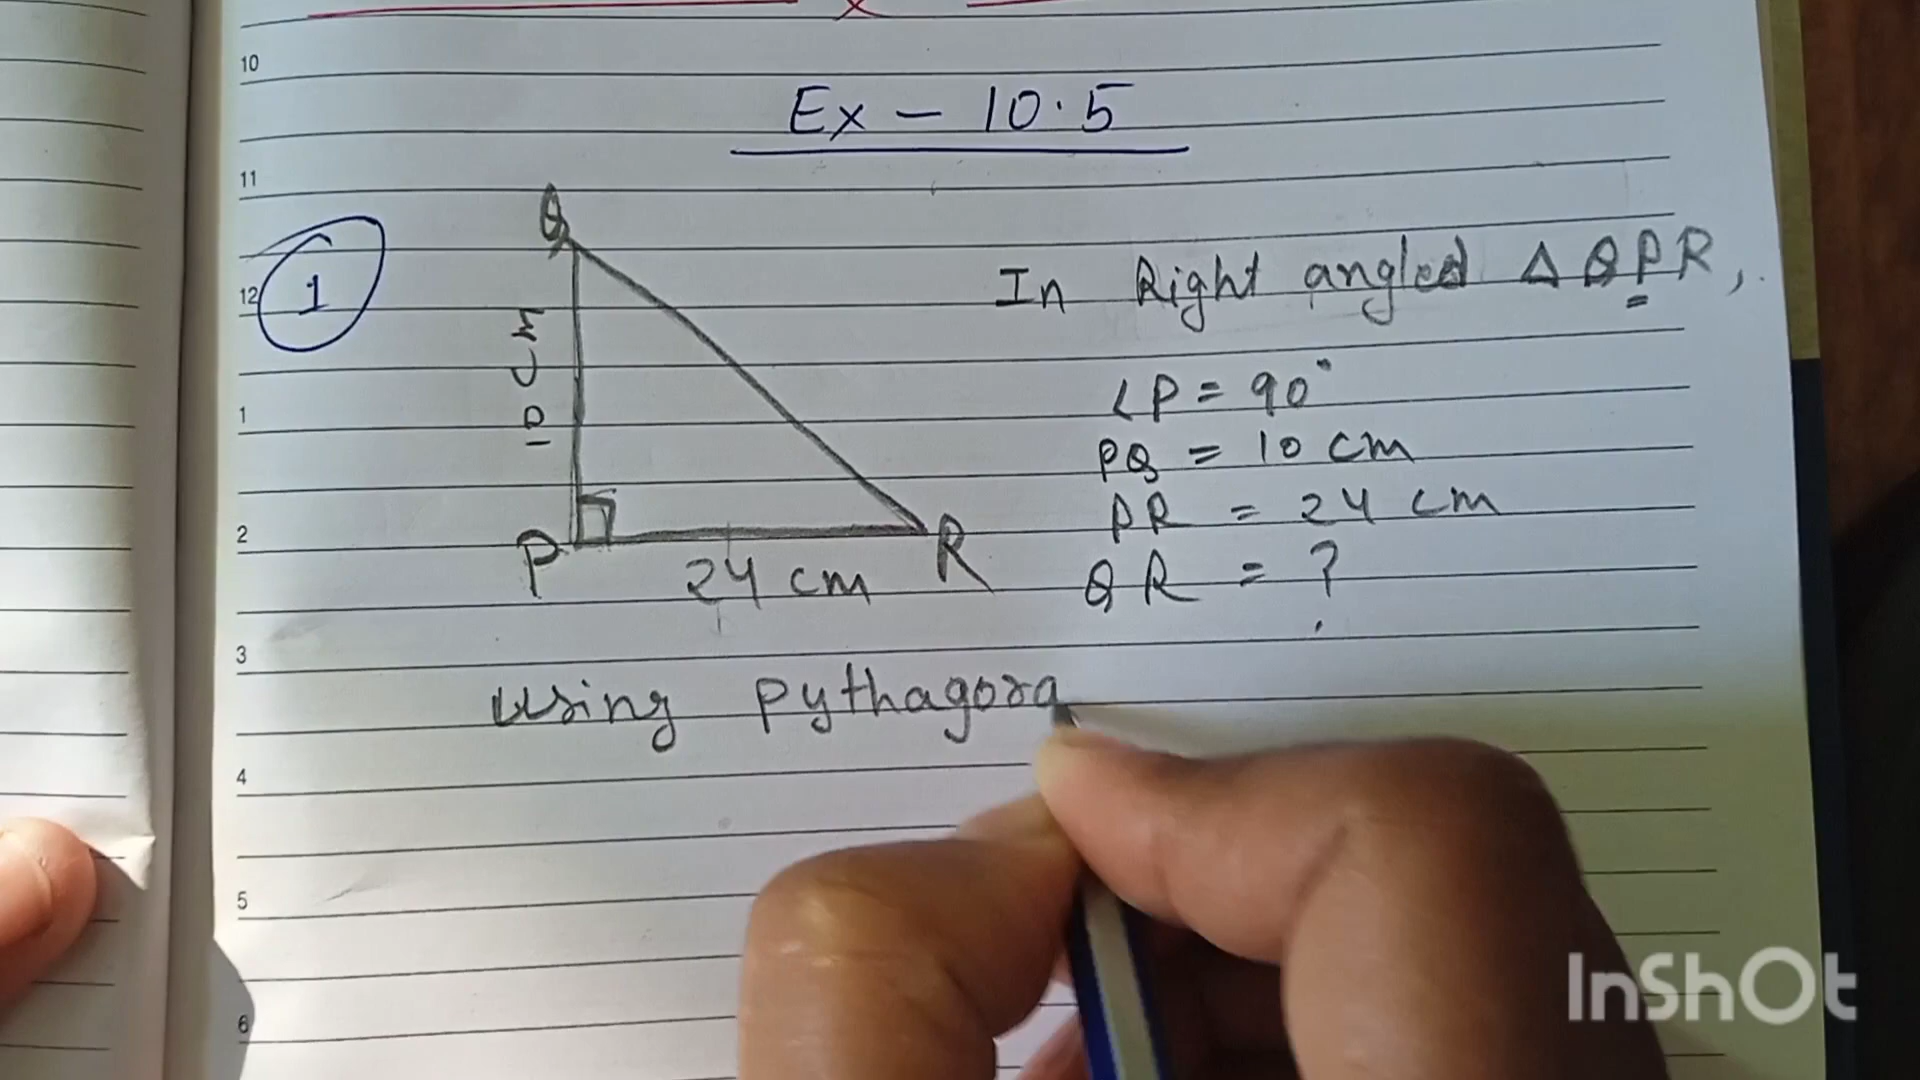 10
Ex - 10.5
11
Q
12
1
In Right angled Δ QPR,
10 cm
∠P = 90°
1
PQ = 10 cm
PR = 24 cm
2
P
R
24 cm
QR = ?
3
using pythagora
4
5
6
InShOt